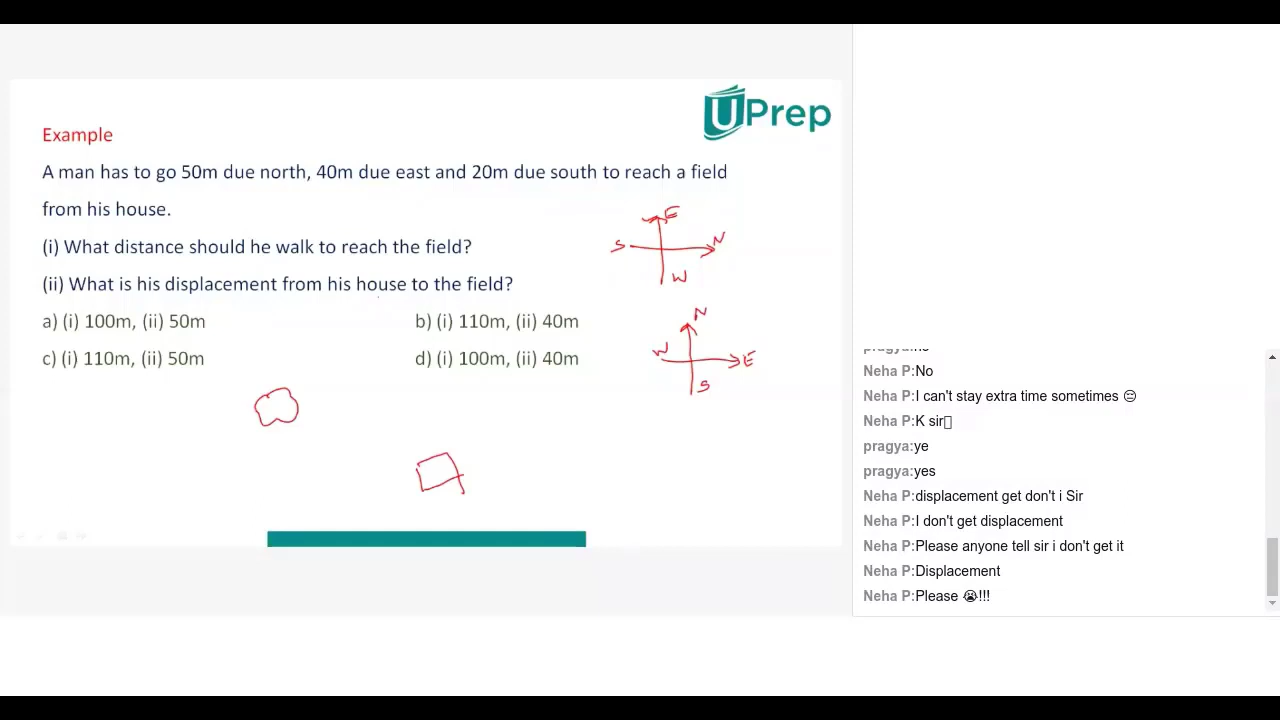 UPrep
Example
A man has to go 50m due north, 40m due east and 20m due south to reach a field
from his house.
(i) What distance should he walk to reach the field?
(ii) What is his displacement from his house to the field?
a) (i) 100m, (ii) 50m
b) (i) 110m, (ii) 40m
c) (i) 110m, (ii) 50m
d) (i) 100m, (ii) 40m
E
S N
W
N
W E
S
Neha P:No
Neha P:I can't stay extra time sometimes 😔
Neha P:K sir
pragya:ye
pragya:yes
Neha P:displacement get don't i Sir
Neha P:I don't get displacement
Neha P:Please anyone tell sir i don't get it
Neha P:Displacement
Neha P:Please 😭!!!